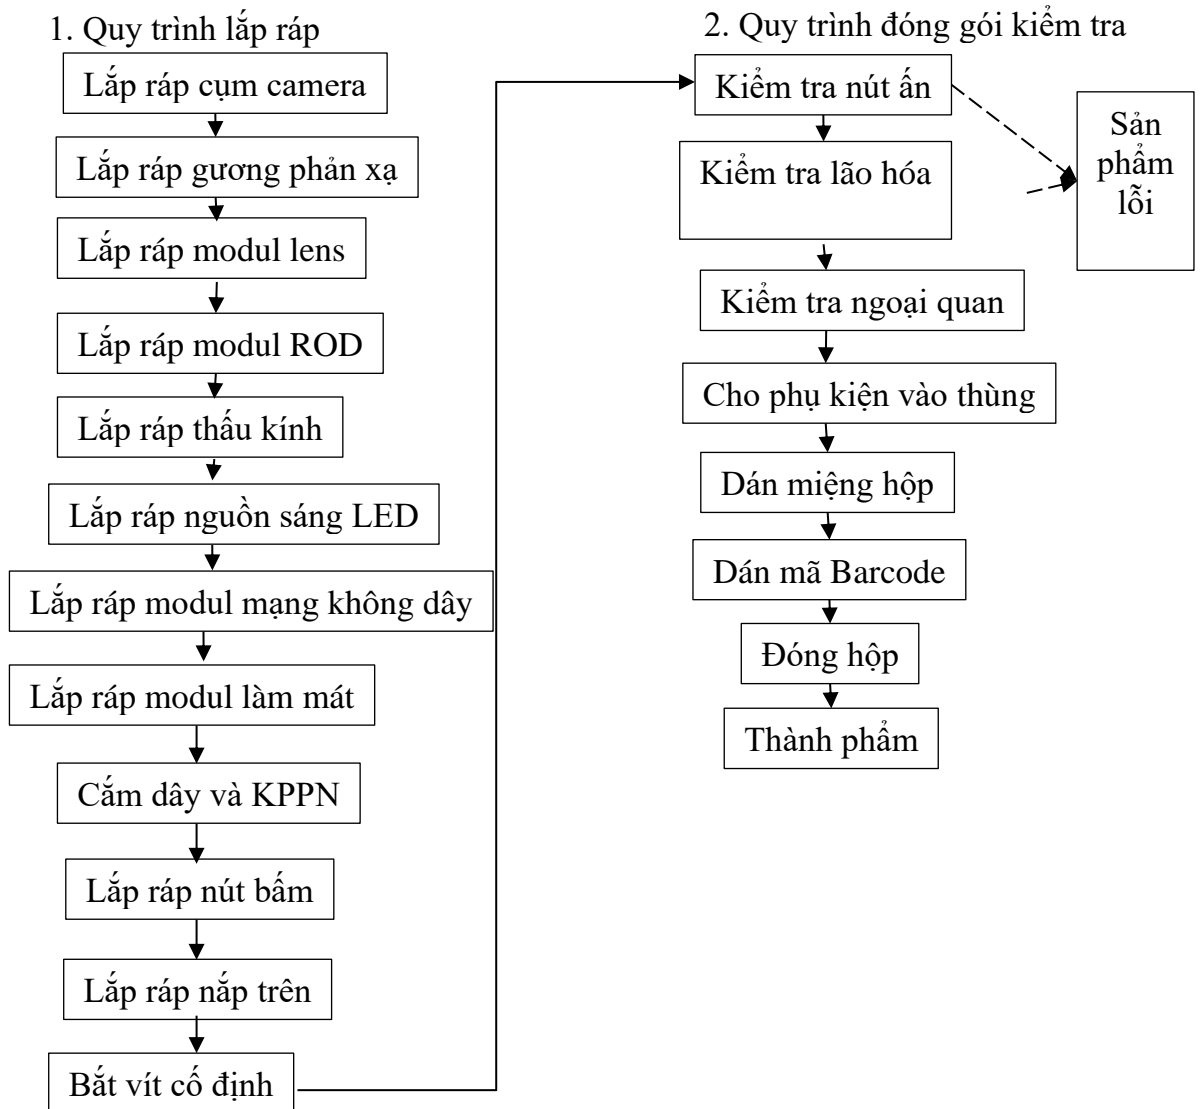 1. Quy trình lắp ráp
Lắp ráp cụm camera
Lắp ráp gương phản xạ
Lắp ráp modul lens
Lắp ráp modul ROD
Lắp ráp thấu kính
Lắp ráp nguồn sáng LED
Lắp ráp modul mạng không dây
Lắp ráp modul làm mát
Cắm dây và KPPN
Lắp ráp nút bấm
Lắp ráp nắp trên
Bắt vít cố định
2. Quy trình đóng gói kiểm tra
Kiểm tra nút ấn
Kiểm tra lão hóa
Kiểm tra ngoại quan
Cho phụ kiện vào thùng
Dán miệng hộp
Dán mã Barcode
Đóng hộp
Thành phẩm
Sản
phẩm
lỗi